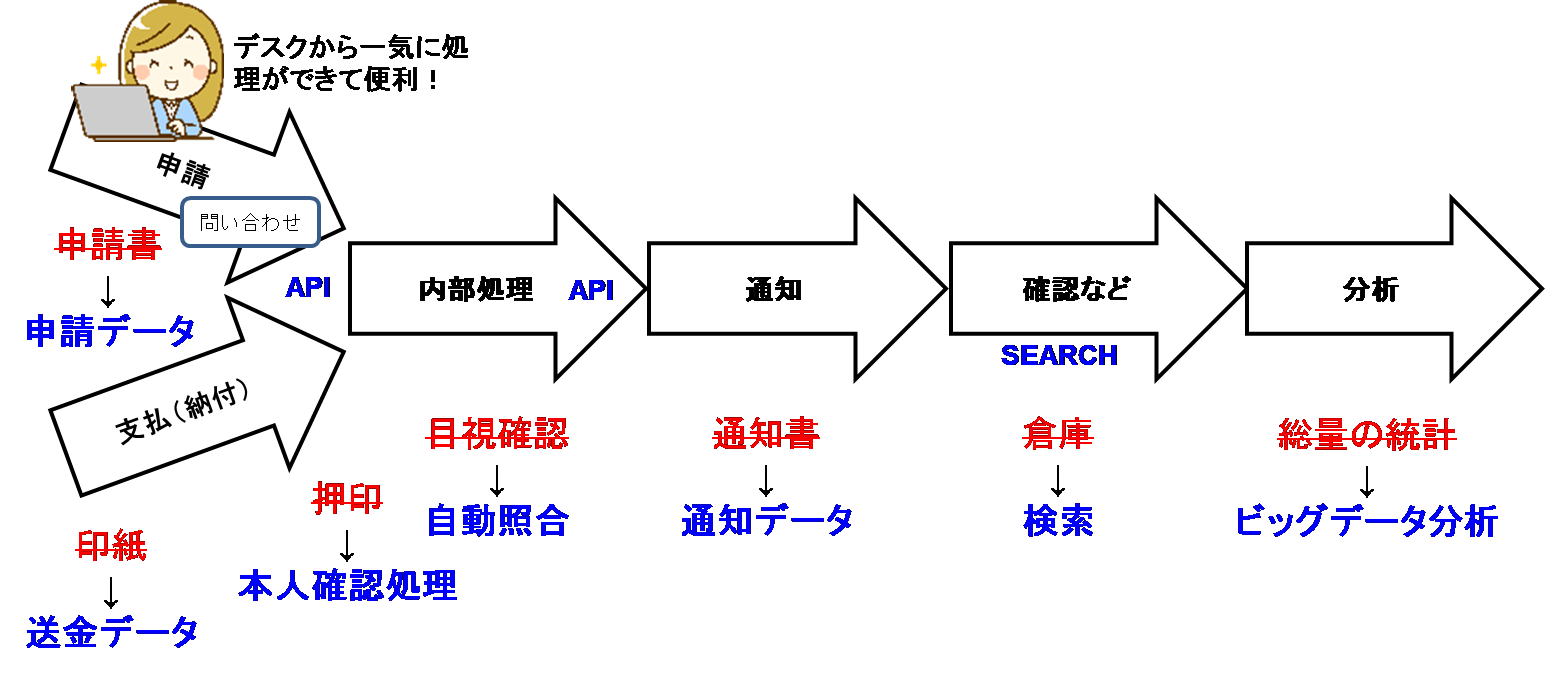 デスクから一気に処
理ができて便利！
申請
問い合わせ
申請書
↓
申請データ
API
支払（納付）
印紙
↓
送金データ
押印
↓
本人確認処理
内部処理
API
目視確認
↓
自動照合
通知
通知書
↓
通知データ
確認など
SEARCH
倉庫
↓
検索
分析
総量の統計
↓
ビッグデータ分析